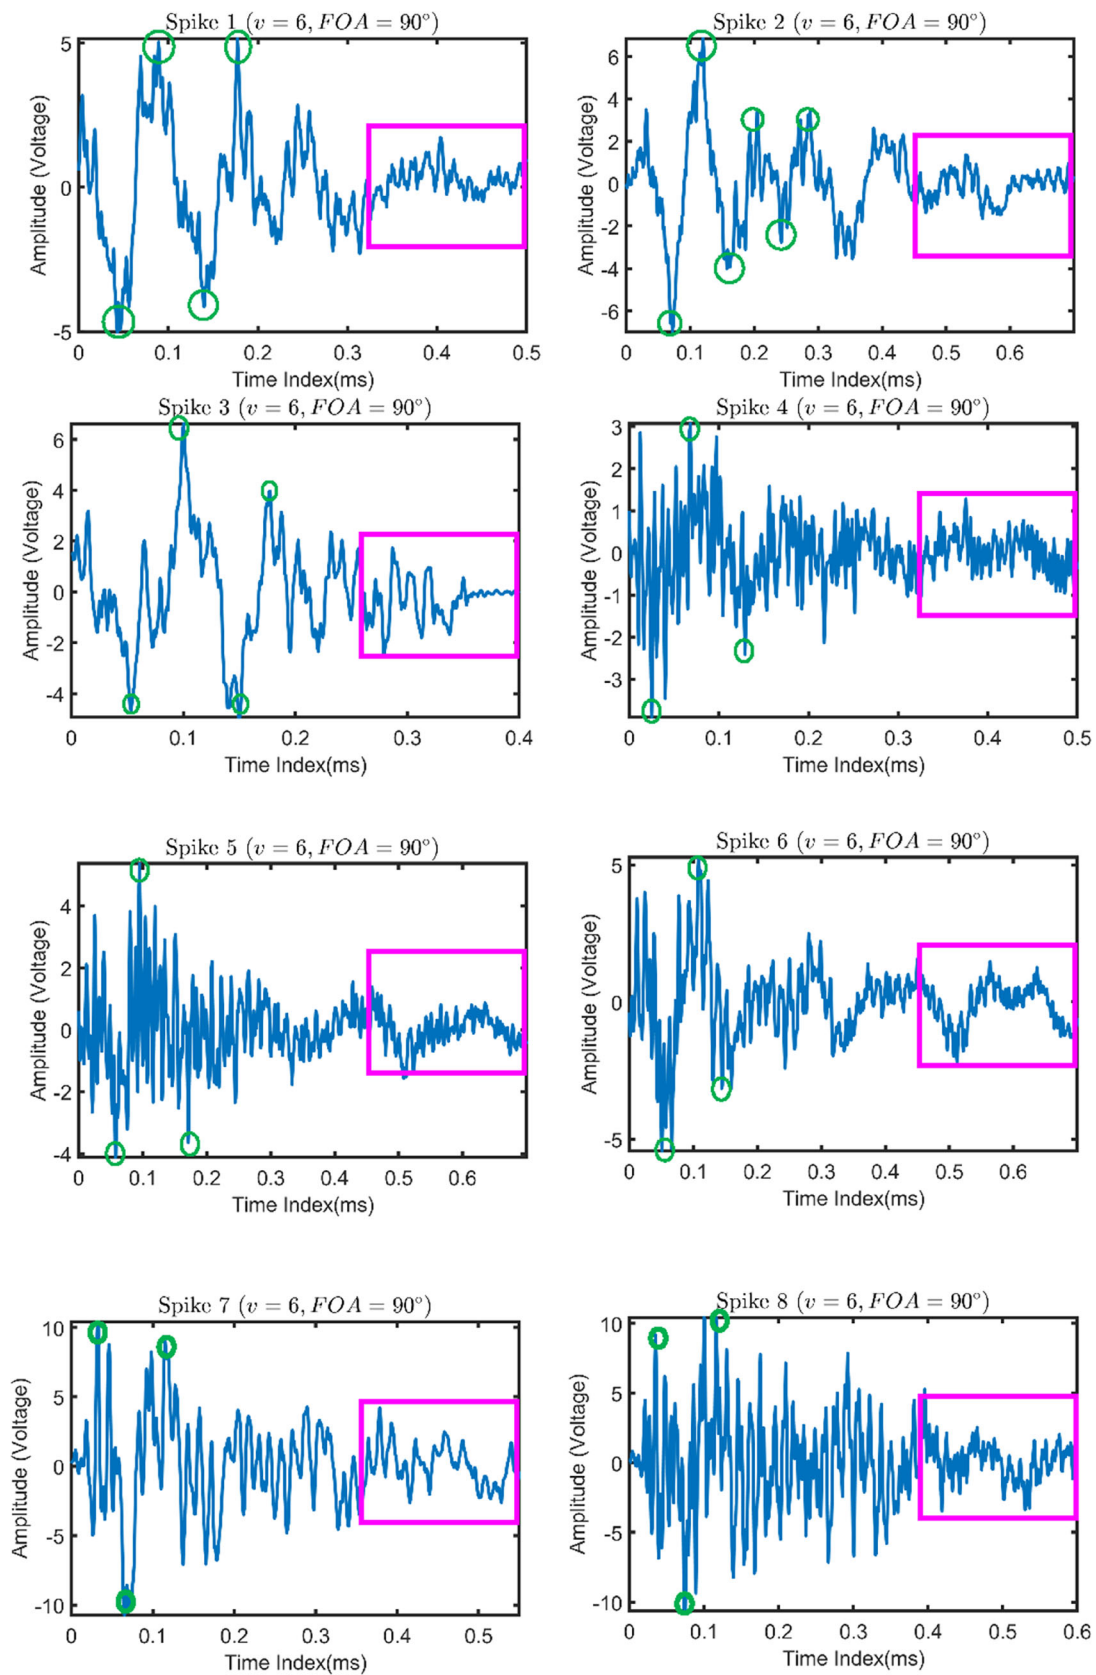 Spike 1 (v = 6, FOA = 90°)
Amplitude (Voltage)
5
0
-5
0 0.1 0.2 0.3 0.4 0.5
Time Index(ms)
Spike 2 (v = 6, FOA = 90°)
Amplitude (Voltage)
6
4
2
0
-2
-4
-6
0 0.1 0.2 0.3 0.4 0.5 0.6
Time Index(ms)
Spike 3 (v = 6, FOA = 90°)
Amplitude (Voltage)
6
4
2
0
-2
-4
0 0.1 0.2 0.3 0.4
Time Index(ms)
Spike 4 (v = 6, FOA = 90°)
Amplitude (Voltage)
3
2
1
0
-1
-2
-3
0 0.1 0.2 0.3 0.4 0.5
Time Index(ms)
Spike 5 (v = 6, FOA = 90°)
Amplitude (Voltage)
4
2
0
-2
-4
0 0.1 0.2 0.3 0.4 0.5 0.6
Time Index(ms)
Spike 6 (v = 6, FOA = 90°)
Amplitude (Voltage)
5
0
-5
0 0.1 0.2 0.3 0.4 0.5 0.6
Time Index(ms)
Spike 7 (v = 6, FOA = 90°)
Amplitude (Voltage)
10
5
0
-5
-10
0 0.1 0.2 0.3 0.4 0.5
Time Index(ms)
Spike 8 (v = 6, FOA = 90°)
Amplitude (Voltage)
10
5
0
-5
-10
0 0.1 0.2 0.3 0.4 0.5 0.6
Time Index(ms)